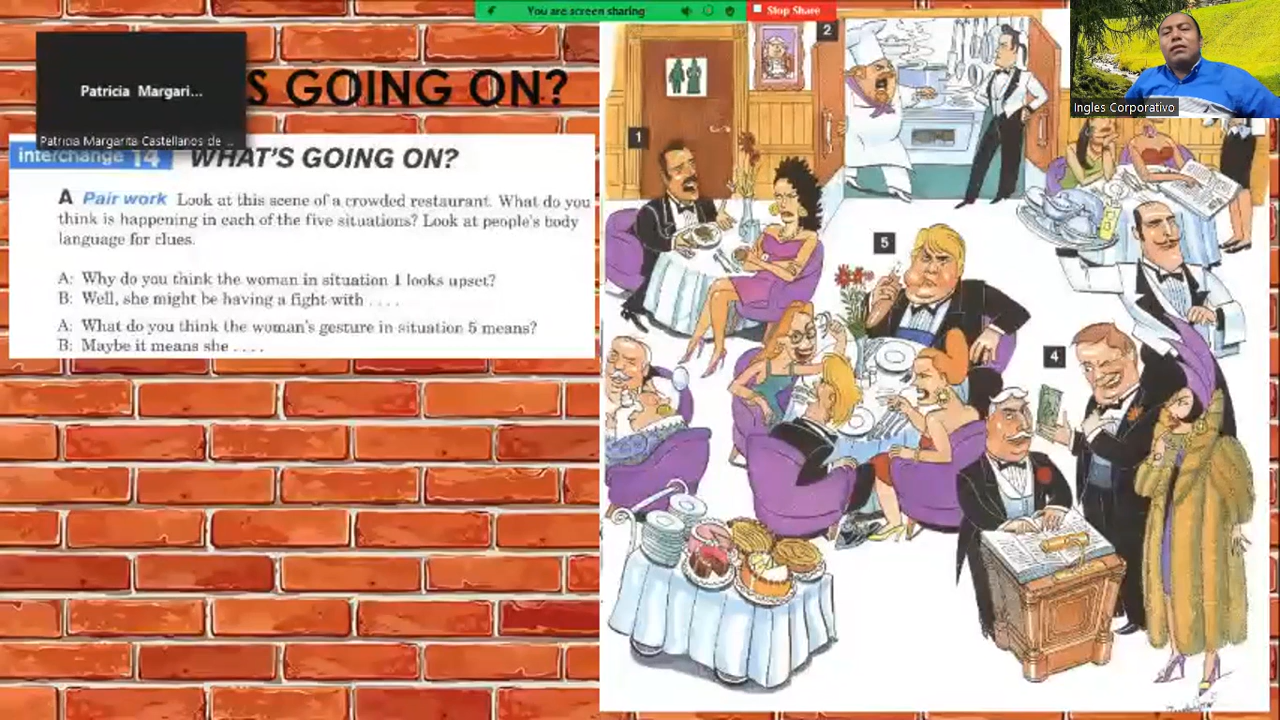 You are screen sharing
Stop Share
Patricia Margari...
Patricia Margarita Castellanos de ...
S GOING ON?
Ingles Corporativo
interchange 14
WHAT'S GOING ON?
A Pair work Look at this scene of a crowded restaurant. What do you
think is happening in each of the five situations? Look at people's body
language for clues.
A: Why do you think the woman in situation 1 looks upset?
B: Well, she might be having a fight with . . . .
A: What do you think the woman's gesture in situation 5 means?
B: Maybe it means she . . . .
1
2
5
4